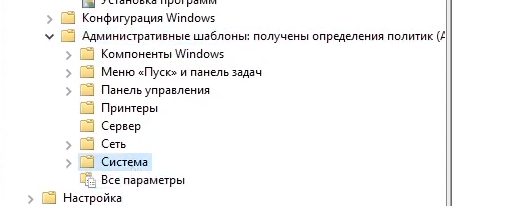 Установка программ
Конфигурация Windows
Административные шаблоны: получены определения политик (А
Компоненты Windows
Меню «Пуск» и панель задач
Панель управления
Принтеры
Сервер
Сеть
Система
Все параметры
Настройка